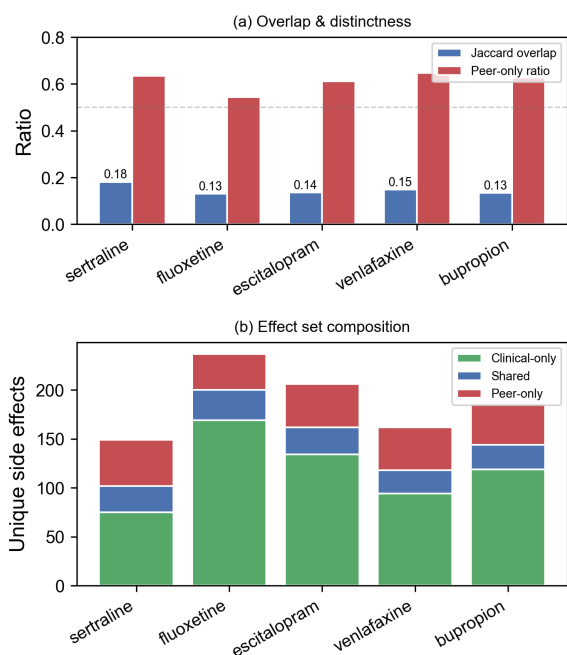 (a) Overlap & distinctness
0.8
0.6
0.4
0.2
0.0
Ratio
Jaccard overlap
Peer-only ratio
0.18
0.13
0.14
0.15
0.13
sertraline
fluoxetine
escitalopram
venlafaxine
bupropion
(b) Effect set composition
200
150
100
50
0
Unique side effects
Clinical-only
Shared
Peer-only
sertraline
fluoxetine
escitalopram
venlafaxine
bupropion